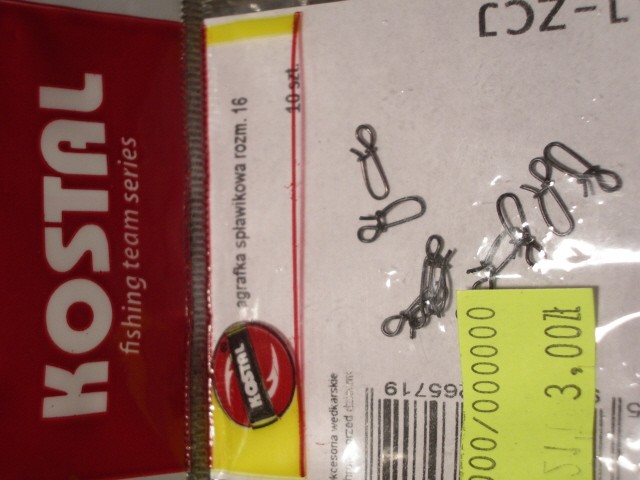 KOSTAL
fishing team series
agrafka spławikowa rozm. 16
10 szt.
KOSTAL
akcesoria wędkarskie
265719
000/000000
3,00zł